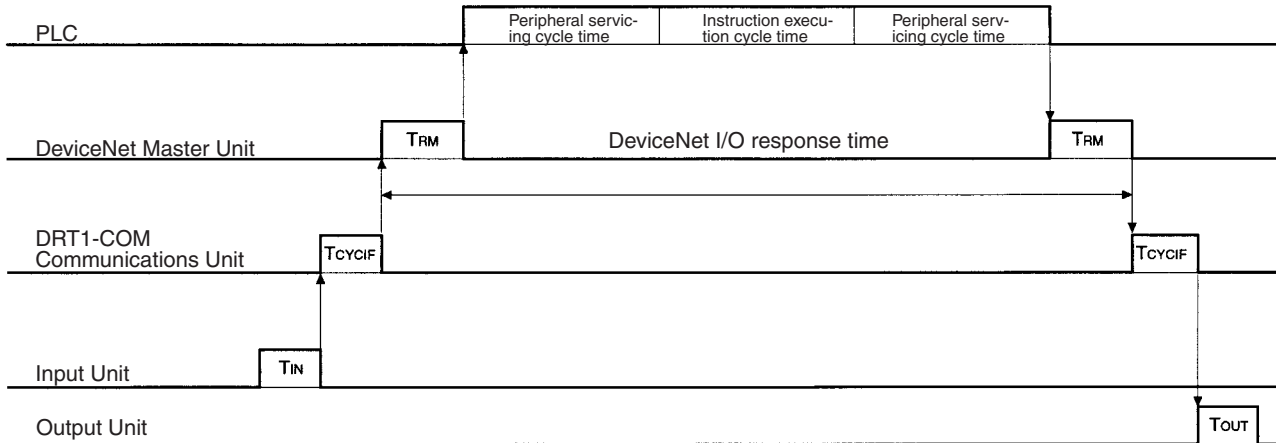 PLC
Peripheral servic-
ing cycle time
Instruction execu-
tion cycle time
Peripheral serv-
icing cycle time
DeviceNet Master Unit
TRM
DeviceNet I/O response time
TRM
DRT1-COM
Communications Unit
TCYCIF
TCYCIF
Input Unit
TIN
Output Unit
TOUT